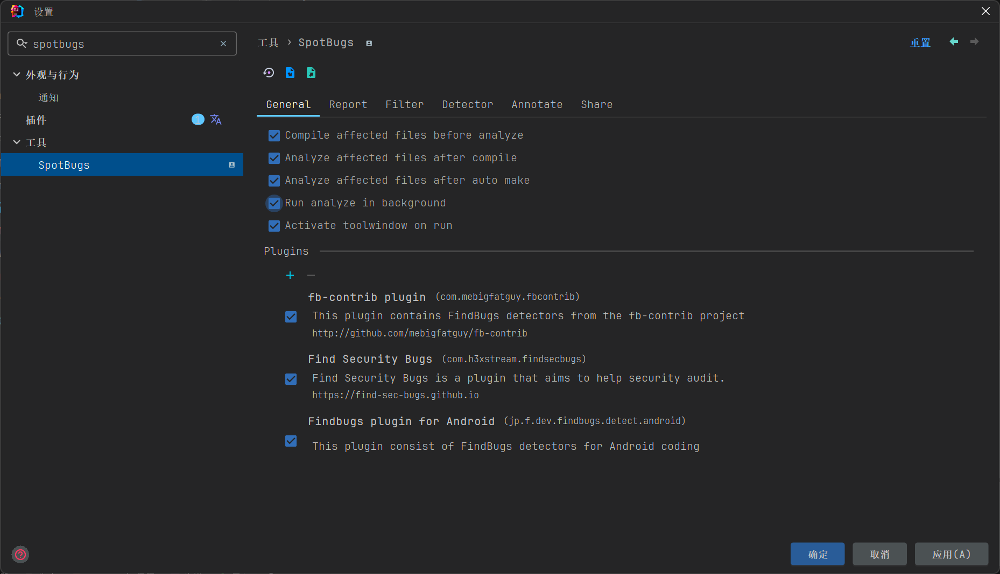 设置
spotbugs
外观与行为
通知
插件
1
工具
SpotBugs
工具 › SpotBugs
重置
General Report Filter Detector Annotate Share
Compile affected files before analyze
Analyze affected files after compile
Analyze affected files after auto make
Run analyze in background
Activate toolwindow on run
Plugins
fb-contrib plugin (com.mebigfatguy.fbcontrib)
This plugin contains FindBugs detectors from the fb-contrib project
http://github.com/mebigfatguy/fb-contrib
Find Security Bugs (com.h3xstream.findsecbugs)
Find Security Bugs is a plugin that aims to help security audit.
https://find-sec-bugs.github.io
Findbugs plugin for Android (jp.f.dev.findbugs.detect.android)
This plugin consist of FindBugs detectors for Android coding
确定 取消 应用(A)